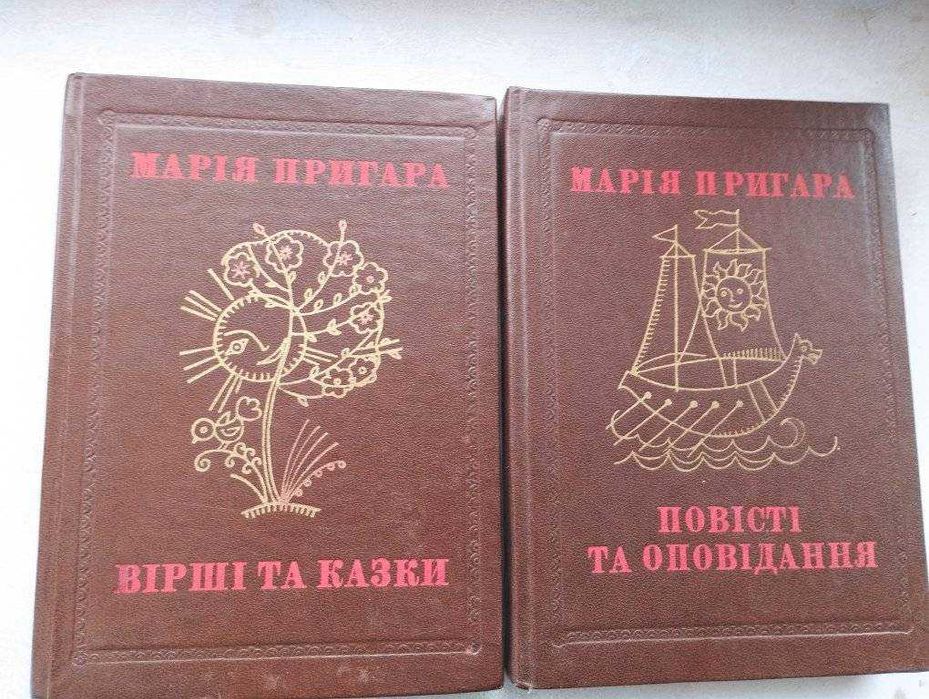 МАРІЯ ПРИГАРА
ВІРШІ ТА КАЗКИ
МАРІЯ ПРИГАРА
ПОВІСТІ
ТА ОПОВІДАННЯ